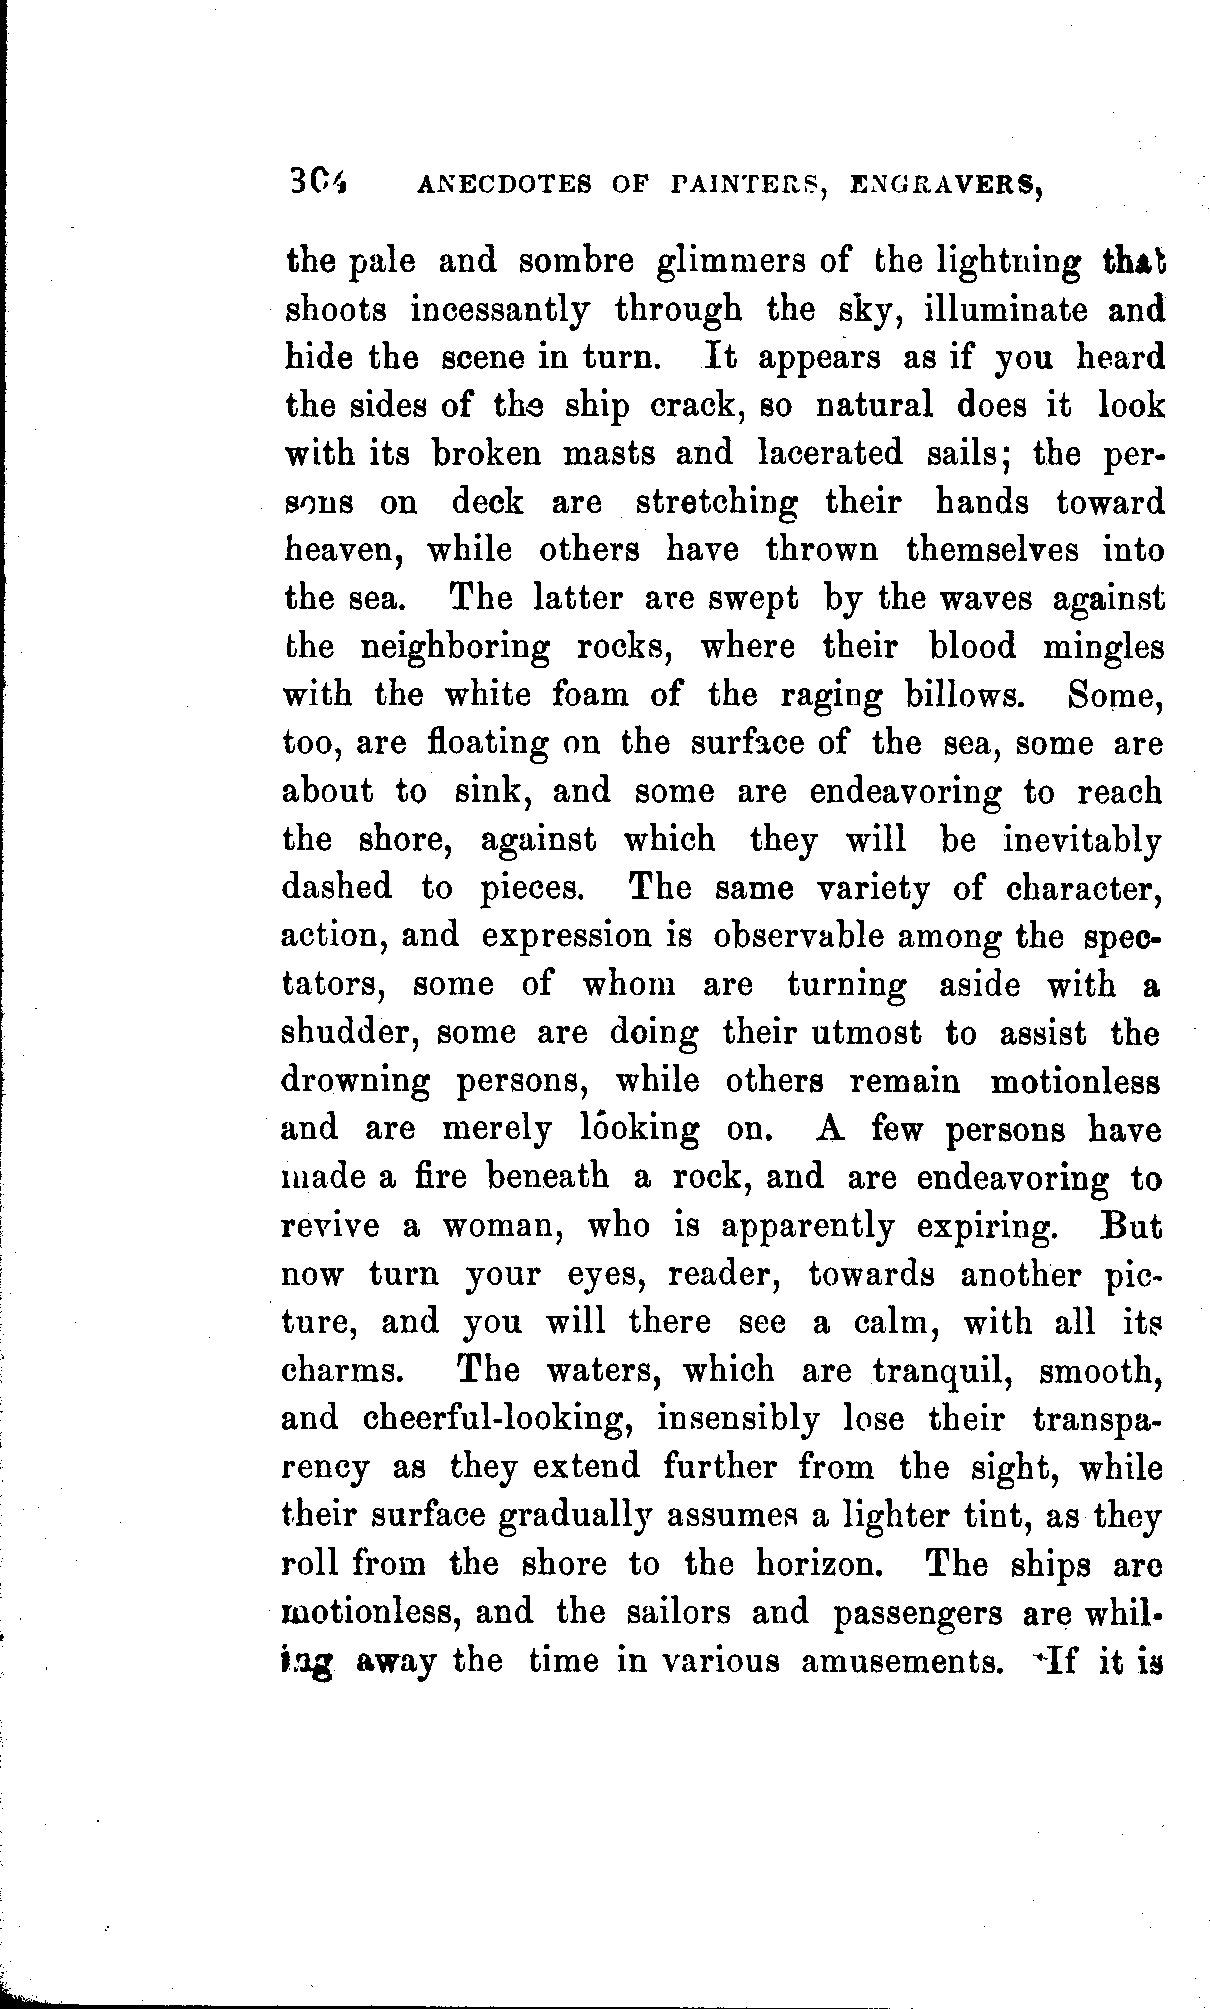 304 ANECDOTES OF PAINTERS, ENGRAVERS,
the pale and sombre glimmers of the lightning that
shoots incessantly through the sky, illuminate and
hide the scene in turn. It appears as if you heard
the sides of the ship crack, so natural does it look
with its broken masts and lacerated sails; the per-
sons on deck are stretching their hands toward
heaven, while others have thrown themselves into
the sea. The latter are swept by the waves against
the neighboring rocks, where their blood mingles
with the white foam of the raging billows. Some,
too, are floating on the surface of the sea, some are
about to sink, and some are endeavoring to reach
the shore, against which they will be inevitably
dashed to pieces. The same variety of character,
action, and expression is observable among the spec-
tators, some of whom are turning aside with a
shudder, some are doing their utmost to assist the
drowning persons, while others remain motionless
and are merely looking on. A few persons have
made a fire beneath a rock, and are endeavoring to
revive a woman, who is apparently expiring. But
now turn your eyes, reader, towards another pic-
ture, and you will there see a calm, with all its
charms. The waters, which are tranquil, smooth,
and cheerful-looking, insensibly lose their transpa-
rency as they extend further from the sight, while
their surface gradually assumes a lighter tint, as they
roll from the shore to the horizon. The ships are
motionless, and the sailors and passengers are whil-
ing away the time in various amusements. If it is